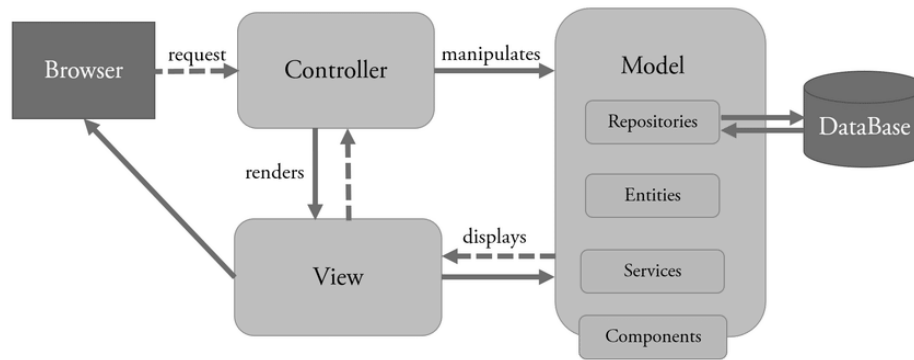 request
manipulates
Browser
Controller
Model
Repositories
DataBase
renders
Entities
displays
View
Services
Components